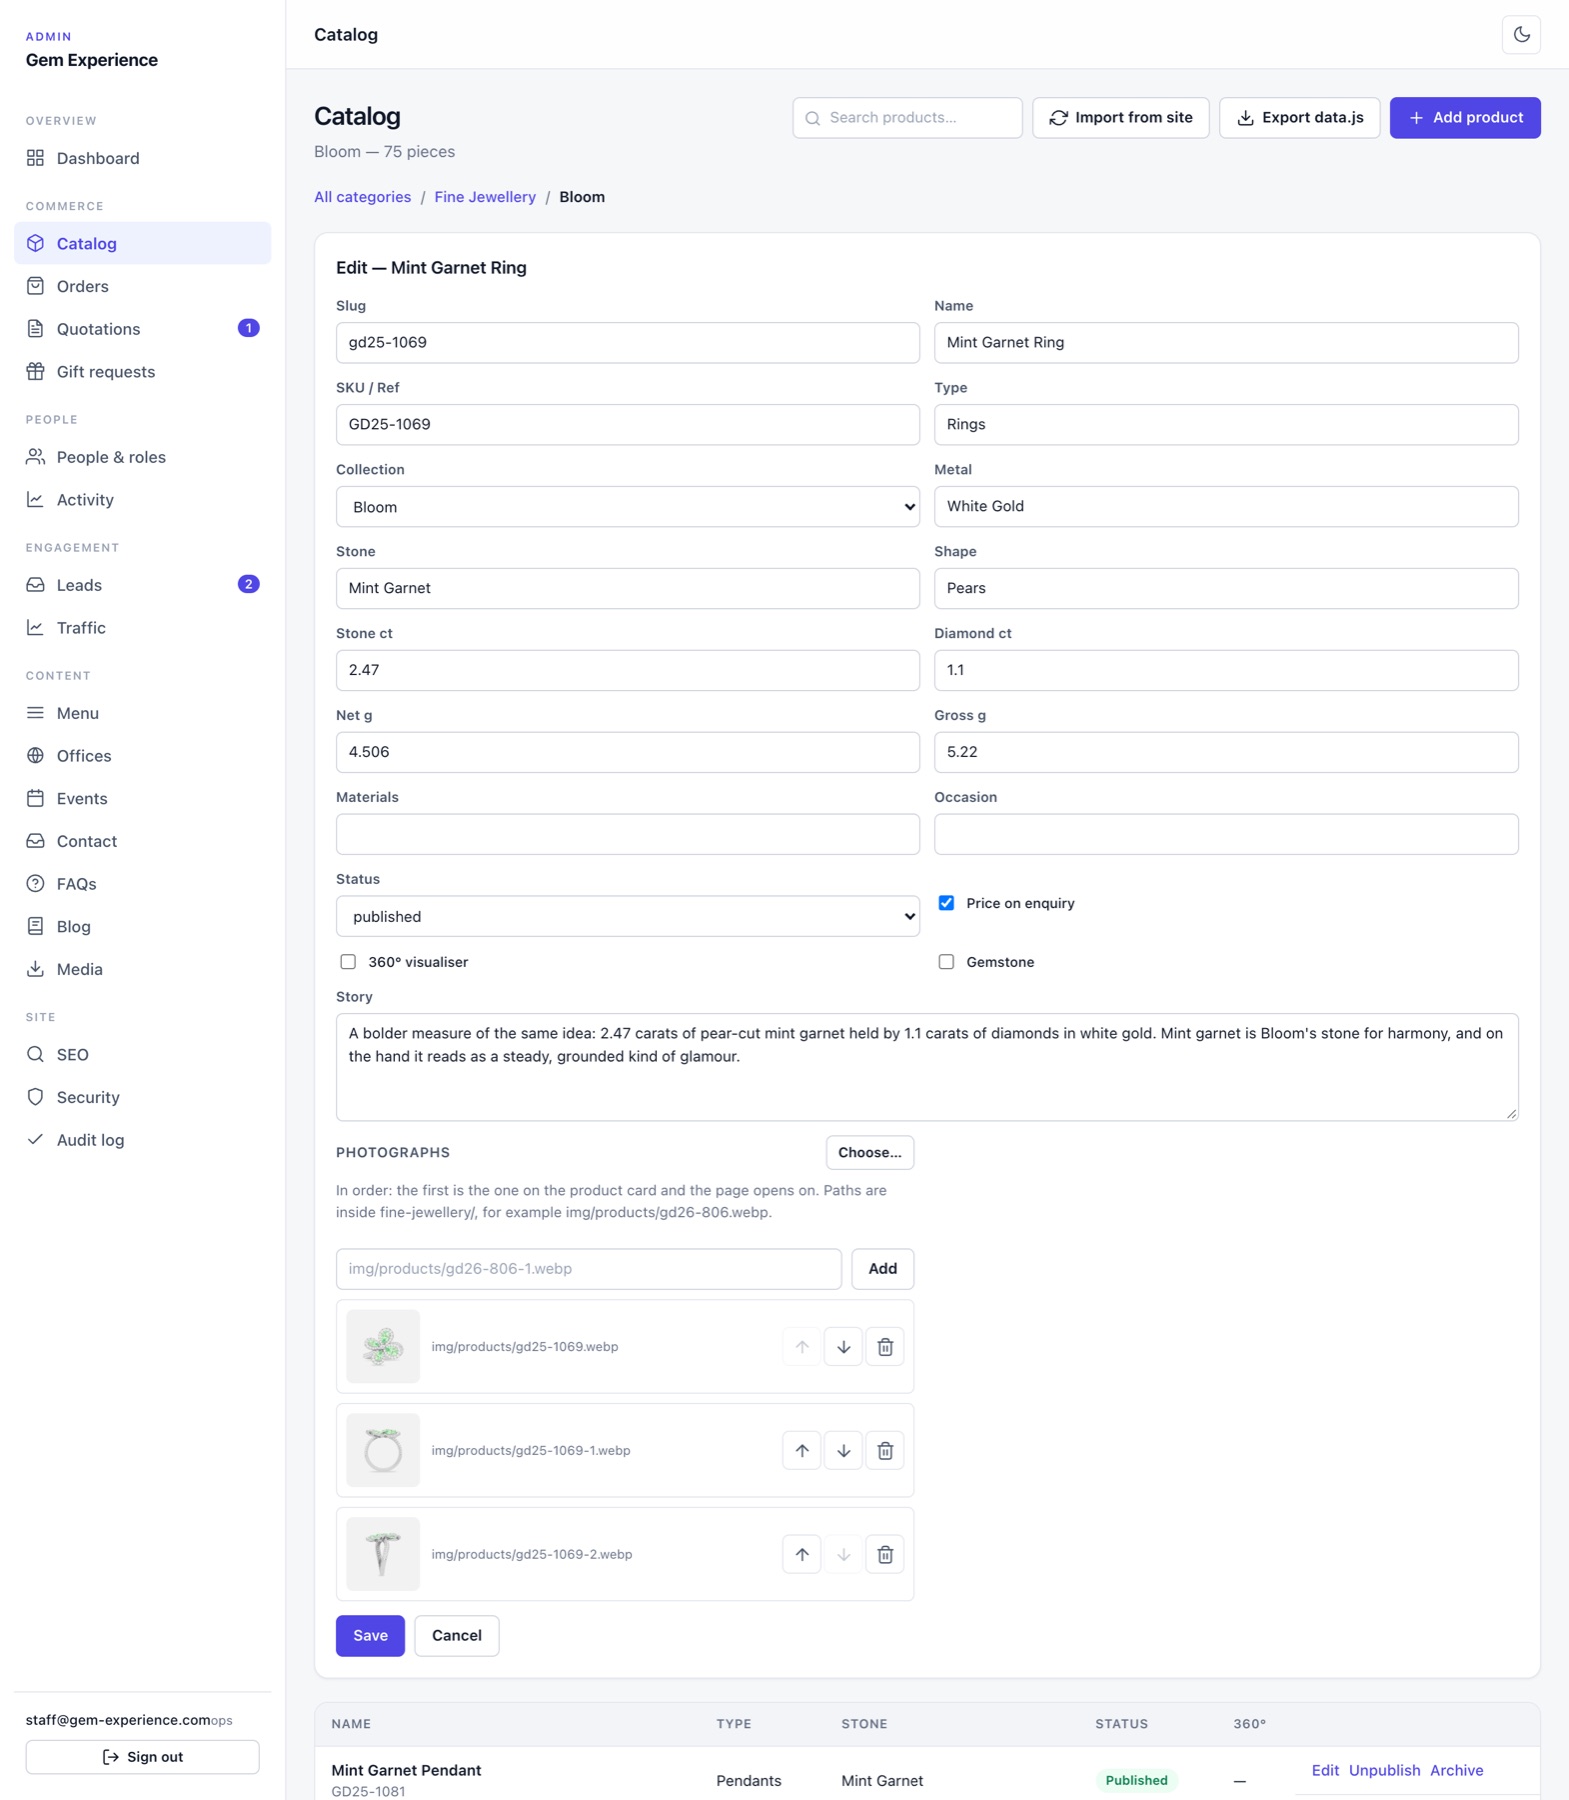 ADMIN
Gem Experience
OVERVIEW
Dashboard
COMMERCE
Catalog
Orders
Quotations 1
Gift requests
PEOPLE
People & roles
Activity
ENGAGEMENT
Leads 2
Traffic
CONTENT
Menu
Offices
Events
Contact
FAQs
Blog
Media
SITE
SEO
Security
Audit log
staff@gem-experience.comops
Sign out
Catalog
Catalog
Bloom — 75 pieces
Search products...
Import from site
Export data.js
Add product
All categories / Fine Jewellery / Bloom
Edit — Mint Garnet Ring
Slug
gd25-1069
Name
Mint Garnet Ring
SKU / Ref
GD25-1069
Type
Rings
Collection
Bloom
Metal
White Gold
Stone
Mint Garnet
Shape
Pears
Stone ct
2.47
Diamond ct
1.1
Net g
4.506
Gross g
5.22
Materials
Occasion
Status
published
Price on enquiry
360° visualiser
Gemstone
Story
A bolder measure of the same idea: 2.47 carats of pear-cut mint garnet held by 1.1 carats of diamonds in white gold. Mint garnet is Bloom's stone for harmony, and on
the hand it reads as a steady, grounded kind of glamour.
PHOTOGRAPHS
Choose...
In order: the first is the one on the product card and the page opens on. Paths are
inside fine-jewellery/, for example img/products/gd26-806.webp.
img/products/gd26-806-1.webp
Add
img/products/gd25-1069.webp
img/products/gd25-1069-1.webp
img/products/gd25-1069-2.webp
Save
Cancel
NAME TYPE STONE STATUS 360°
Mint Garnet Pendant
GD25-1081
Pendants
Mint Garnet
Published
—
Edit Unpublish Archive